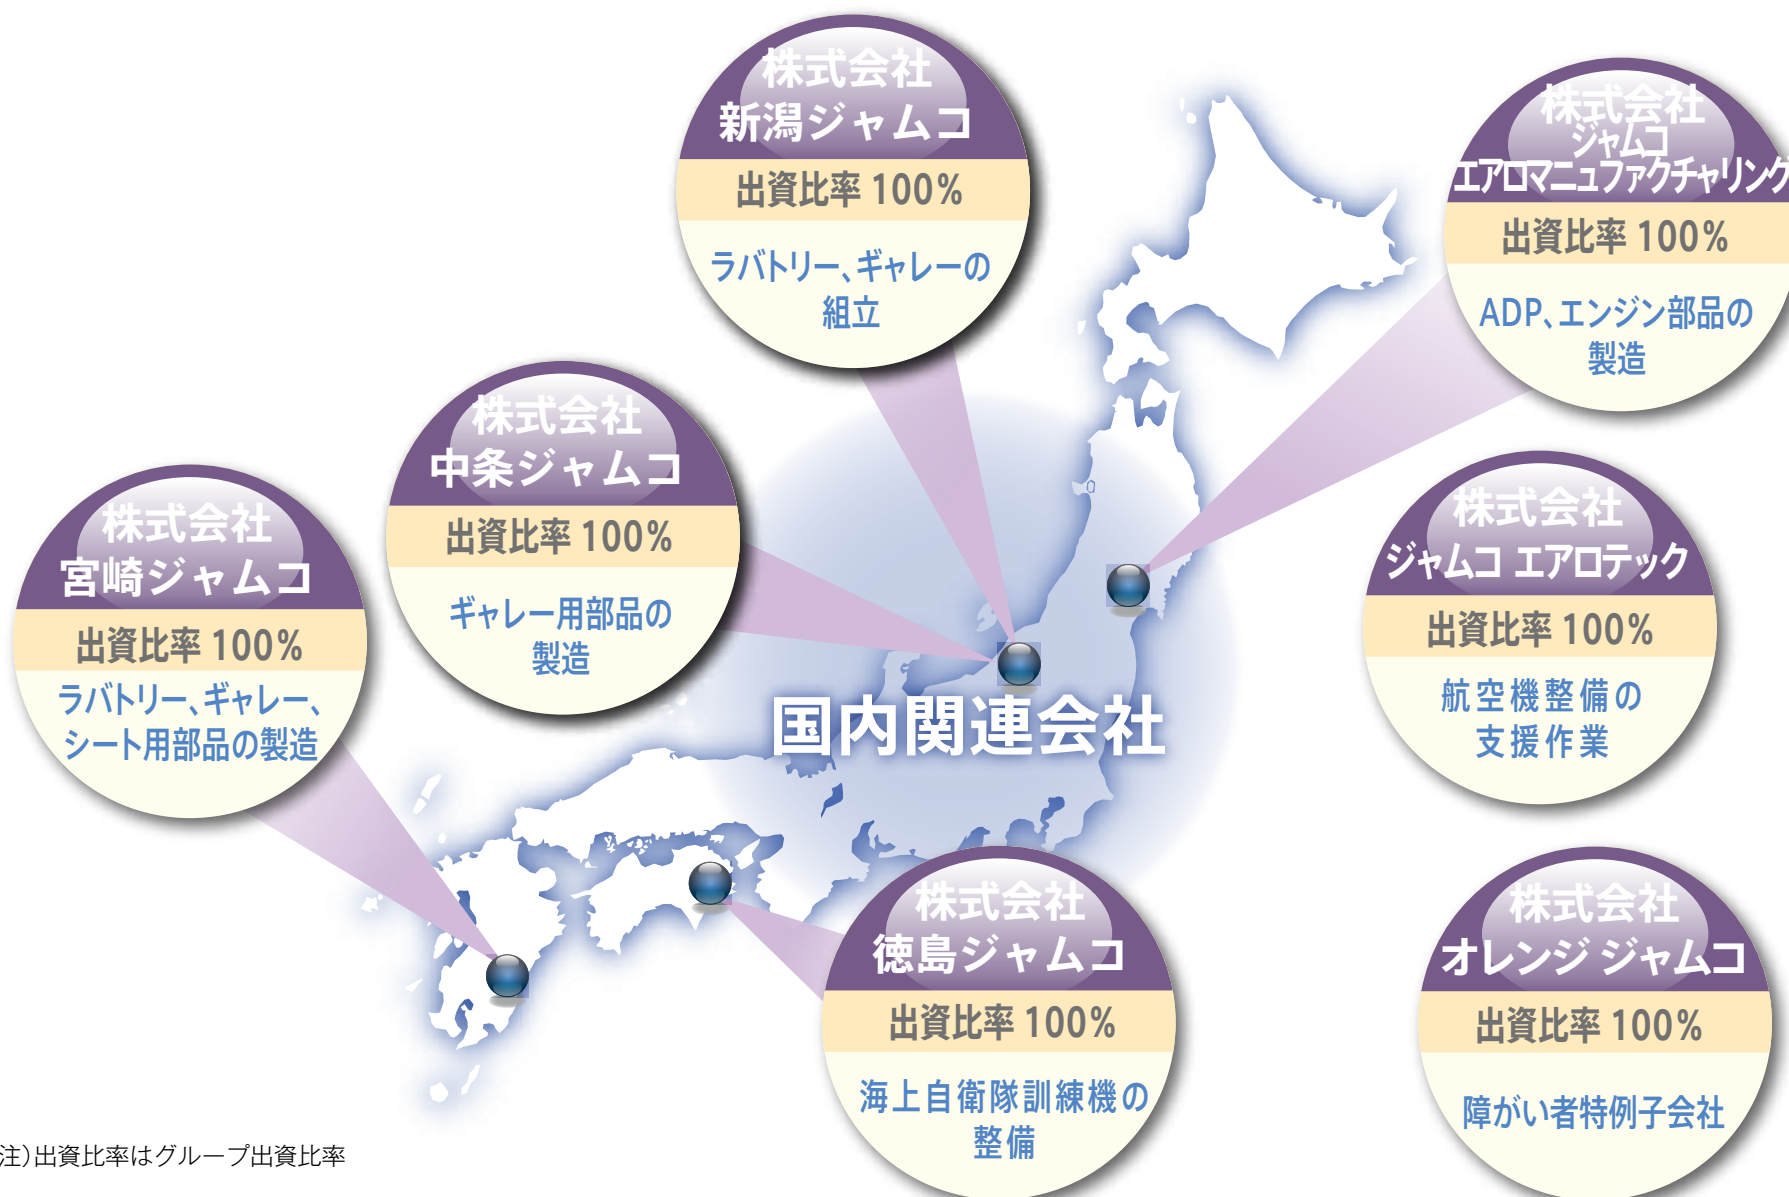 株式会社
新潟ジャムコ
出資比率 100%
ラバトリー、ギャレーの
組立
株式会社
ジャムコ
エアロマニュファクチャリング
出資比率 100%
ADP、エンジン部品の
製造
株式会社
中条ジャムコ
出資比率 100%
ギャレー用部品の
製造
株式会社
宮崎ジャムコ
出資比率 100%
ラバトリー、ギャレー、
シート用部品の製造
株式会社
ジャムコ エアロテック
出資比率 100%
航空機整備の
支援作業
国内関連会社
株式会社
徳島ジャムコ
出資比率 100%
海上自衛隊訓練機の
整備
株式会社
オレンジ ジャムコ
出資比率 100%
障がい者特例子会社
注)出資比率はグループ出資比率